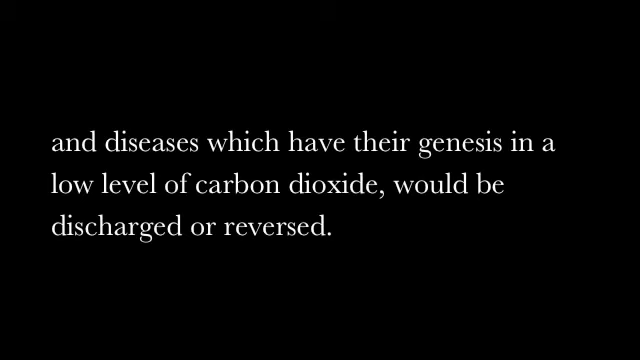 and diseases which have their genesis in a
low level of carbon dioxide, would be
discharged or reversed.